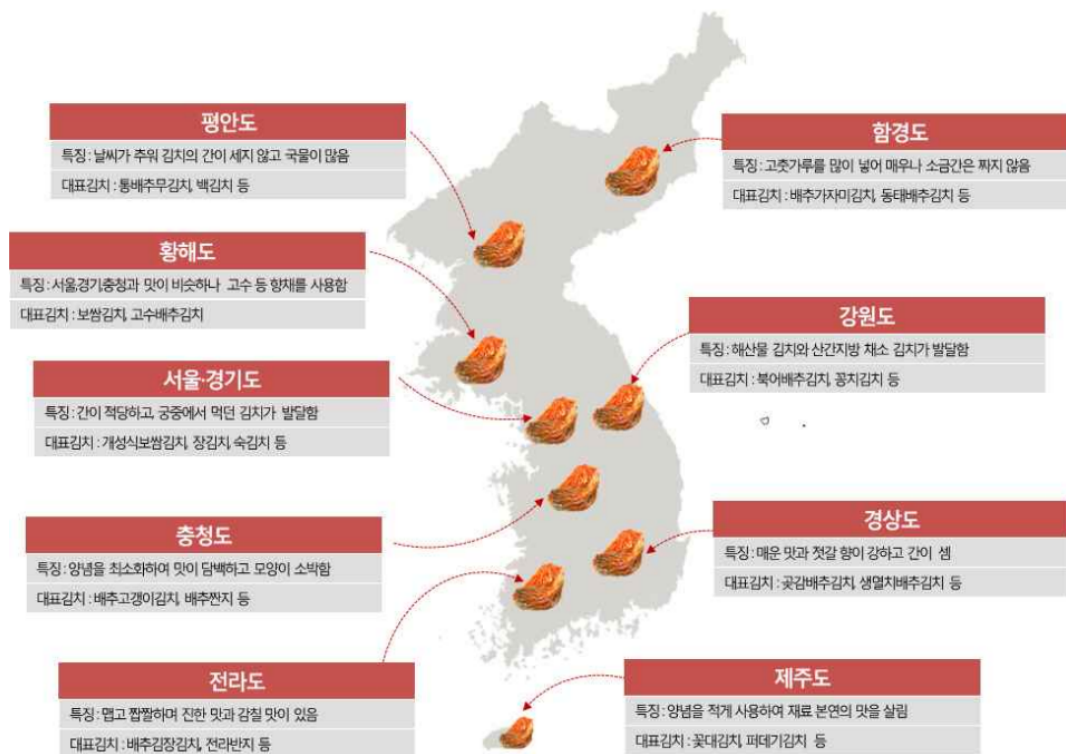 평안도
특징 : 날씨가 추워 김치의 간이 세지 않고 국물이 많음
대표김치 : 통배추무김치, 백김치 등
함경도
특징 : 고춧가루를 많이 넣어 매우나 소금간은 짜지 않음
대표김치 : 배추가자미김치, 동태배추김치 등
황해도
특징 : 서울,경기,충청과 맛이 비슷하나 고수 등 향채를 사용함
대표김치 : 보쌈김치, 고수배추김치
강원도
특징 : 해산물 김치와 산간지방 채소 김치가 발달함
대표김치 : 북어배추김치, 꽁치김치 등
서울·경기도
특징 : 간이 적당하고, 궁중에서 먹던 김치가 발달함
대표김치 : 개성식보쌈김치, 장김치, 숙김치 등
충청도
특징 : 양념을 최소화하여 맛이 담백하고 모양이 소박함
대표김치 : 배추고갱이김치, 배추짠지 등
경상도
특징 : 매운 맛과 젓갈 향이 강하고 간이 셈
대표김치 : 곶감배추김치, 생멸치배추김치 등
전라도
특징 : 맵고 짭짤하며 진한 맛과 감칠 맛이 있음
대표김치 : 배추김장김치, 전라반지 등
제주도
특징 : 양념을 적게 사용하여 재료 본연의 맛을 살림
대표김치 : 꽃대김치, 퍼데기김치 등